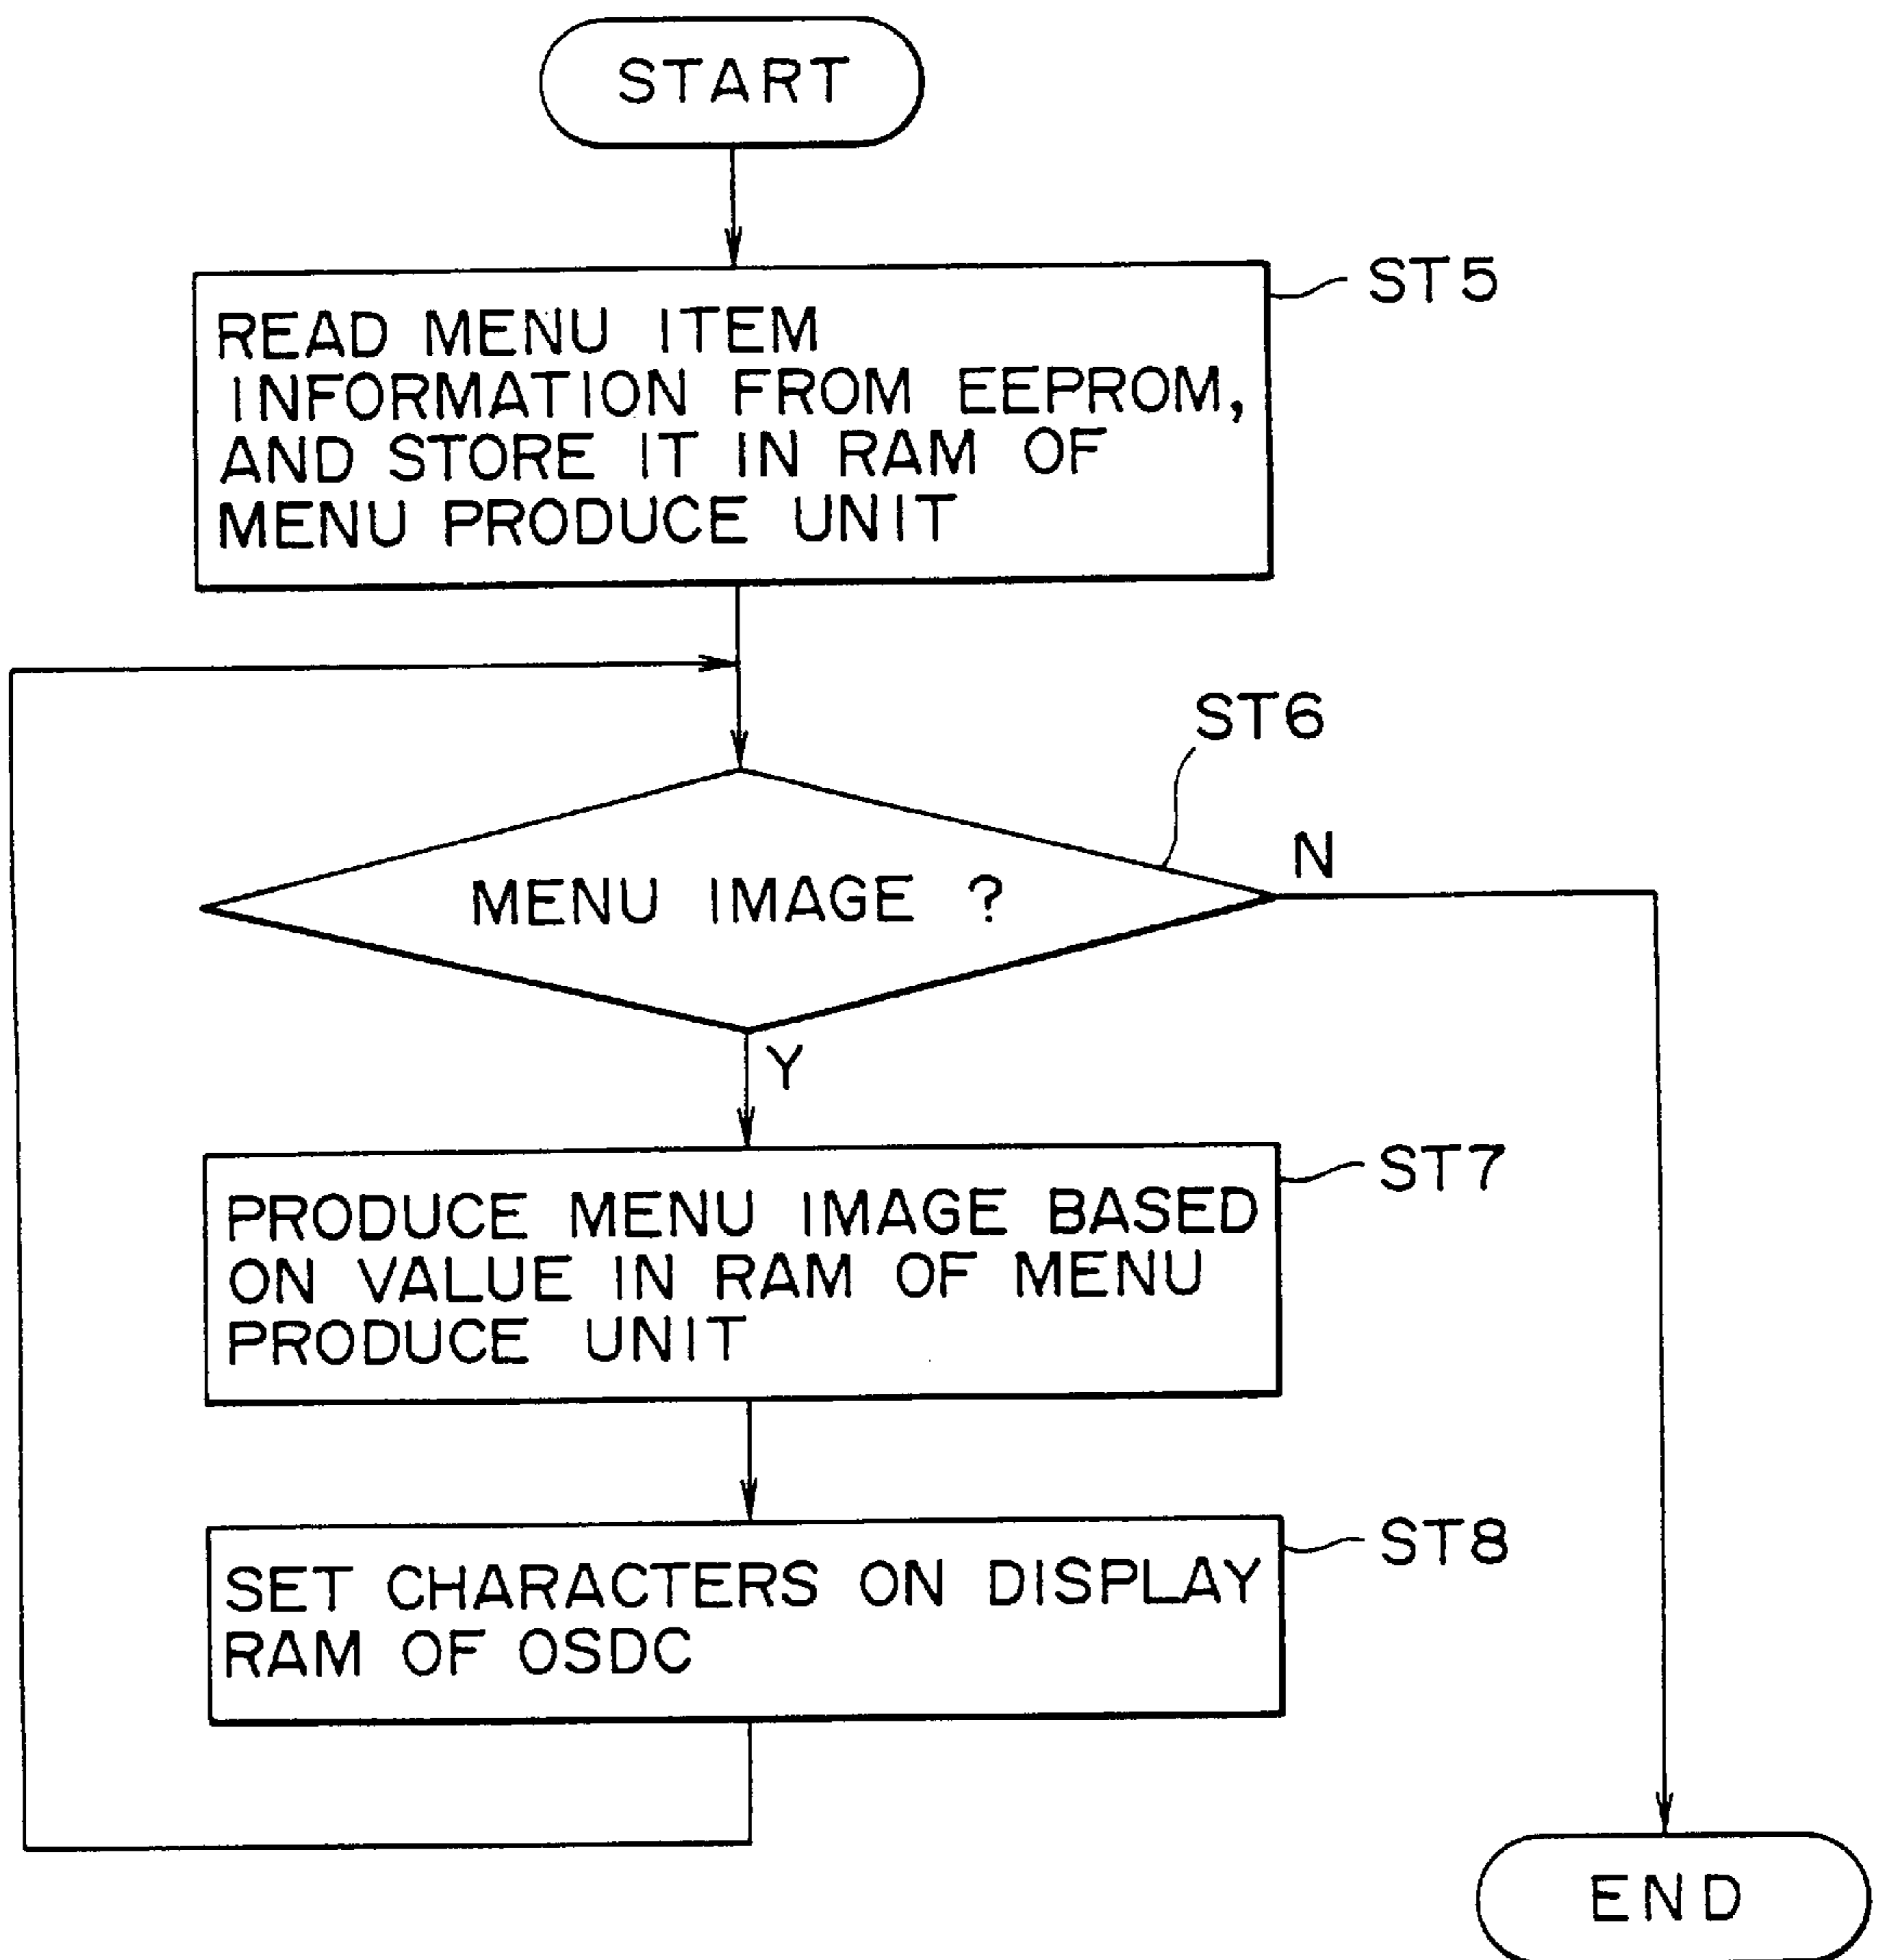 START
ST5
READ MENU ITEM
INFORMATION FROM EEPROM,
AND STORE IT IN RAM OF
MENU PRODUCE UNIT
ST6
N
MENU IMAGE ?
Y
ST7
PRODUCE MENU IMAGE BASED
ON VALUE IN RAM OF MENU
PRODUCE UNIT
ST8
SET CHARACTERS ON DISPLAY
RAM OF OSDC
END